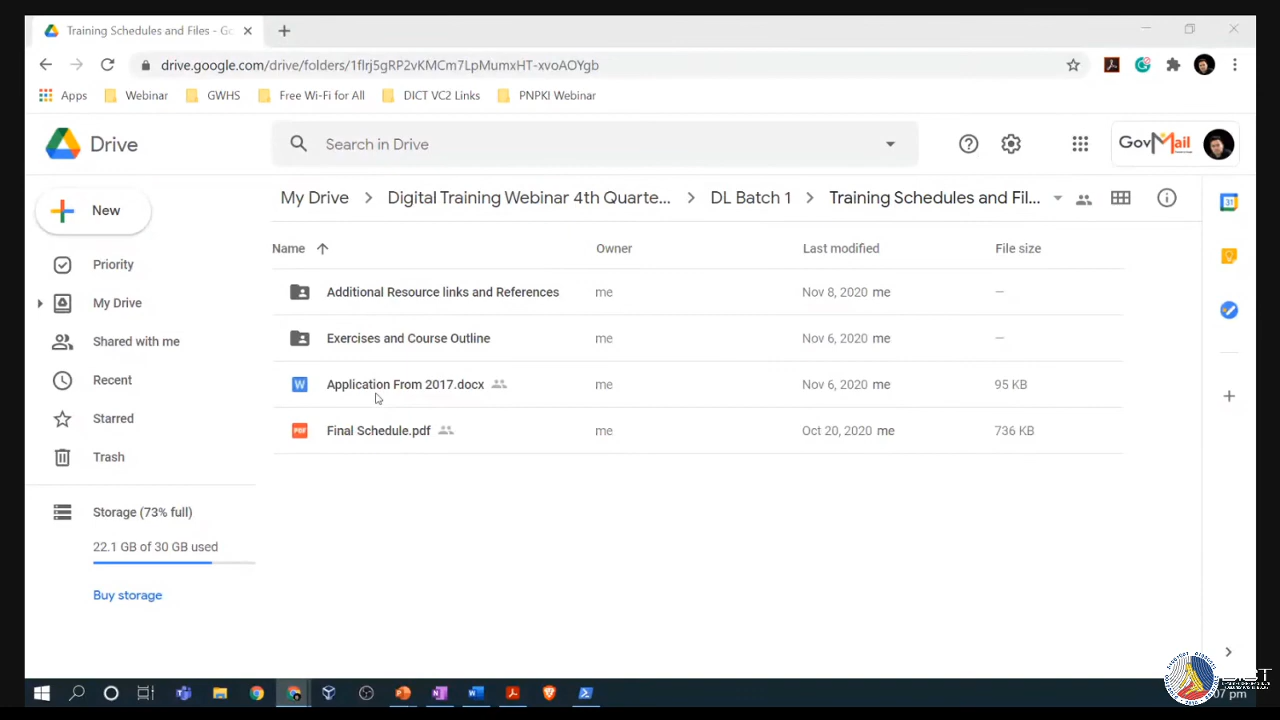 Training Schedules and Files - Go
drive.google.com/drive/folders/1flrj5gRP2vKMCm7LpMumxHT-xvoAOYgb
Apps Webinar GWHS Free Wi-Fi for All DICT VC2 Links PNPKI Webinar
Drive
Search in Drive
GovMail
New
My Drive Digital Training Webinar 4th Quarte... DL Batch 1 Training Schedules and Fil...
Name Owner Last modified File size
Priority
Additional Resource links and References me Nov 8, 2020 me —
My Drive
Exercises and Course Outline me Nov 6, 2020 me —
Shared with me
Recent
Application From 2017.docx me Nov 6, 2020 me 95 KB
Starred
Final Schedule.pdf me Oct 20, 2020 me 736 KB
Trash
Storage (73% full)
22.1 GB of 30 GB used
Buy storage
DICT
07 pm